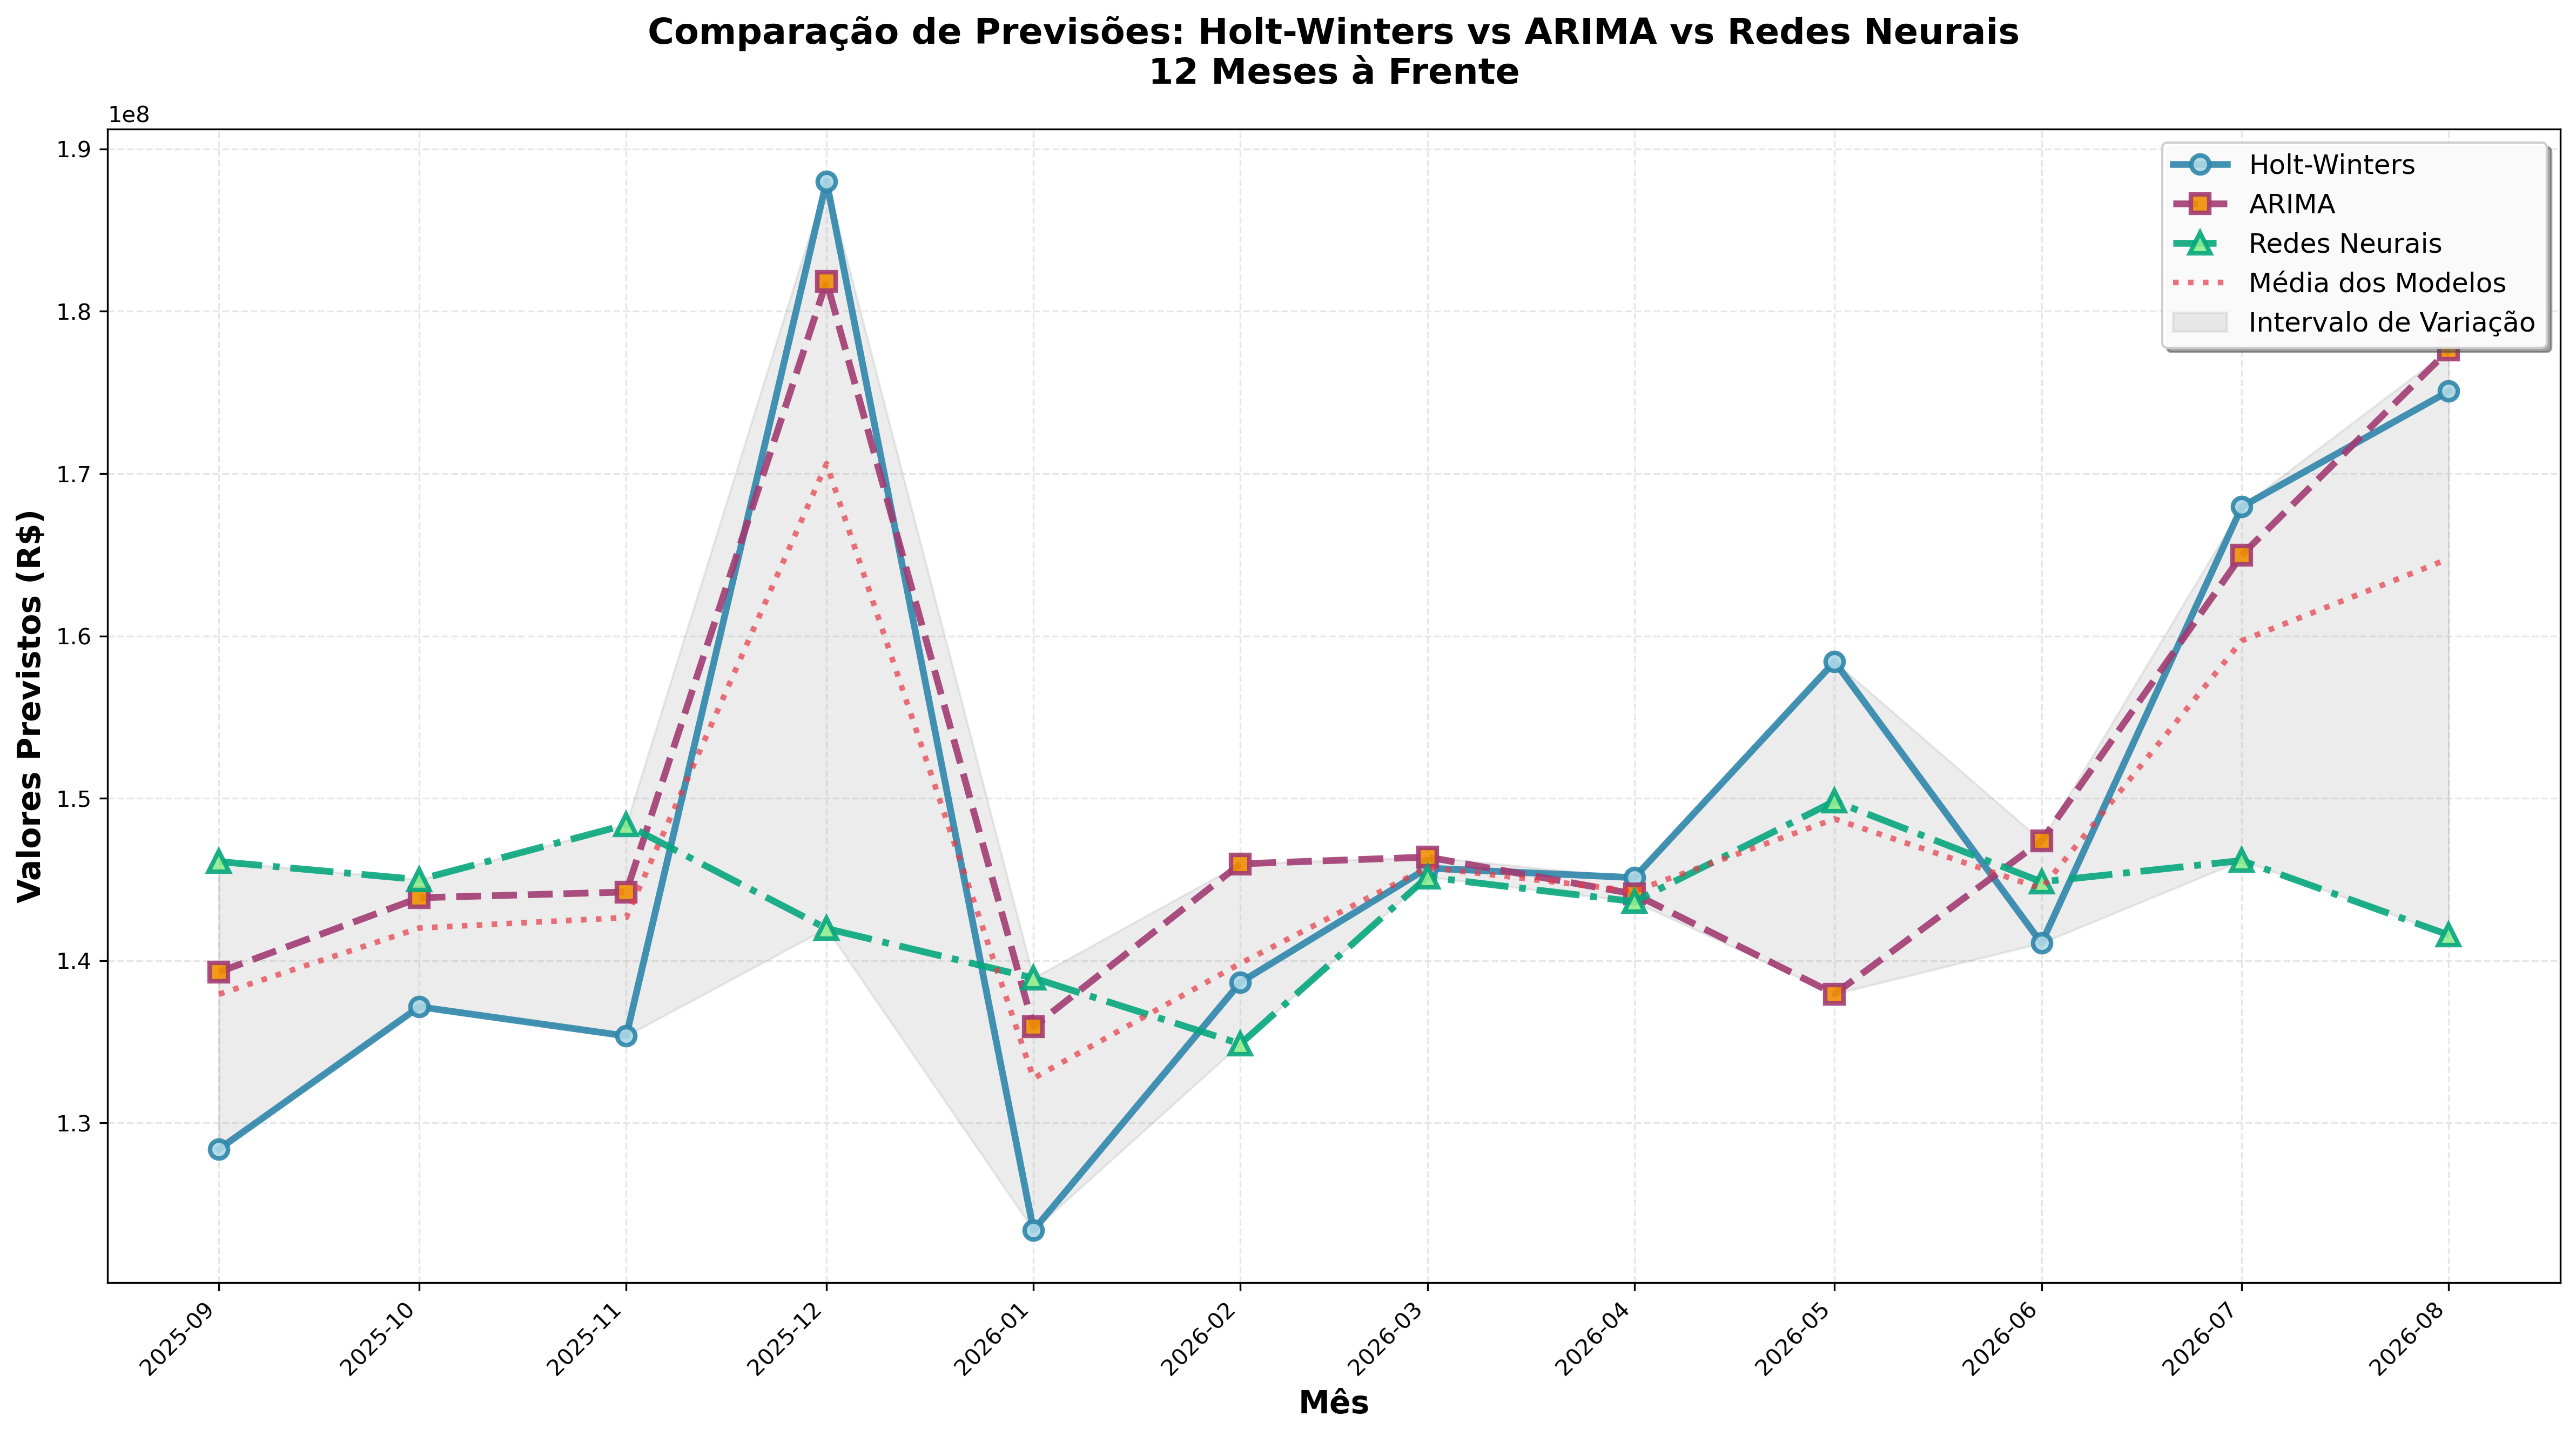 Comparação de Previsões: Holt-Winters vs ARIMA vs Redes Neurais
12 Meses à Frente
1e8
1.9
1.8
1.7
1.6
1.5
1.4
1.3
Valores Previstos (R$)
Holt-Winters
ARIMA
Redes Neurais
Média dos Modelos
Intervalo de Variação
2025-09
2025-10
2025-11
2025-12
2026-01
2026-02
2026-03
2026-04
2026-05
2026-06
2026-07
2026-08
Mês